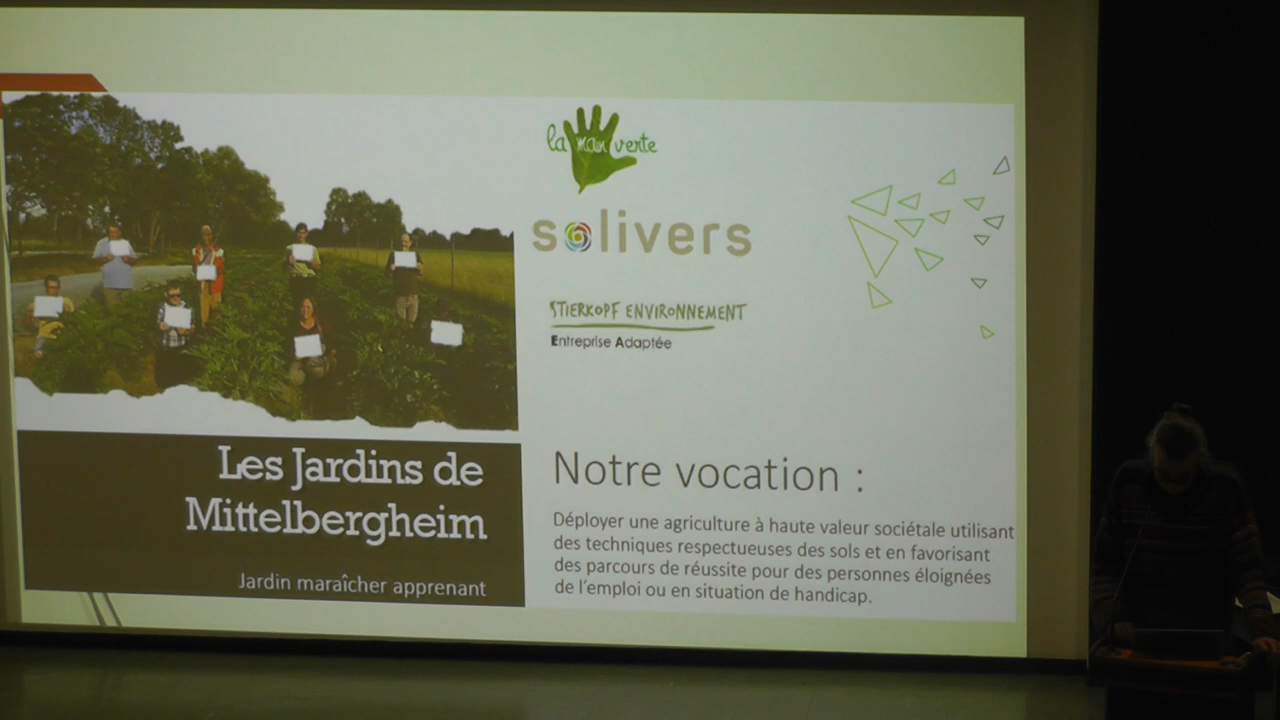 la main verte
solivers
STIERKOPF ENVIRONNEMENT
Entreprise Adaptée
Les Jardins de
Mittelbergheim
Jardin maraîcher apprenant
Notre vocation :
Déployer une agriculture à haute valeur sociétale utilisant
des techniques respectueuses des sols et en favorisant
des parcours de réussite pour des personnes éloignées
de l'emploi ou en situation de handicap.